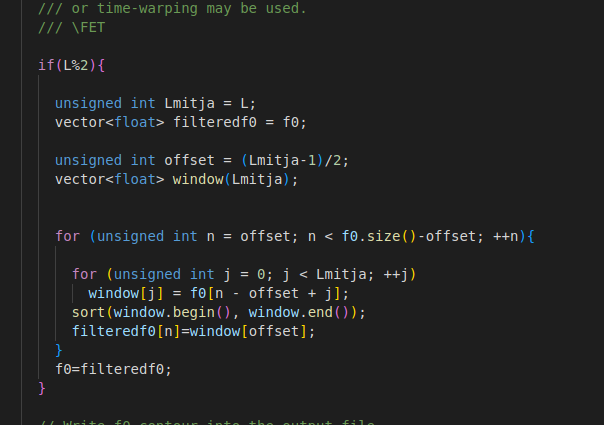 /// or time-warping may be used.
/// \FET
if(L%2){
unsigned int Lmitja = L;
vector<float> filteredf0 = f0;
unsigned int offset = (Lmitja-1)/2;
vector<float> window(Lmitja);
for (unsigned int n = offset; n < f0.size()-offset; ++n){
for (unsigned int j = 0; j < Lmitja; ++j)
window[j] = f0[n - offset + j];
sort(window.begin(), window.end());
filteredf0[n]=window[offset];
}
f0=filteredf0;
}
// Write f0 contour into the output file